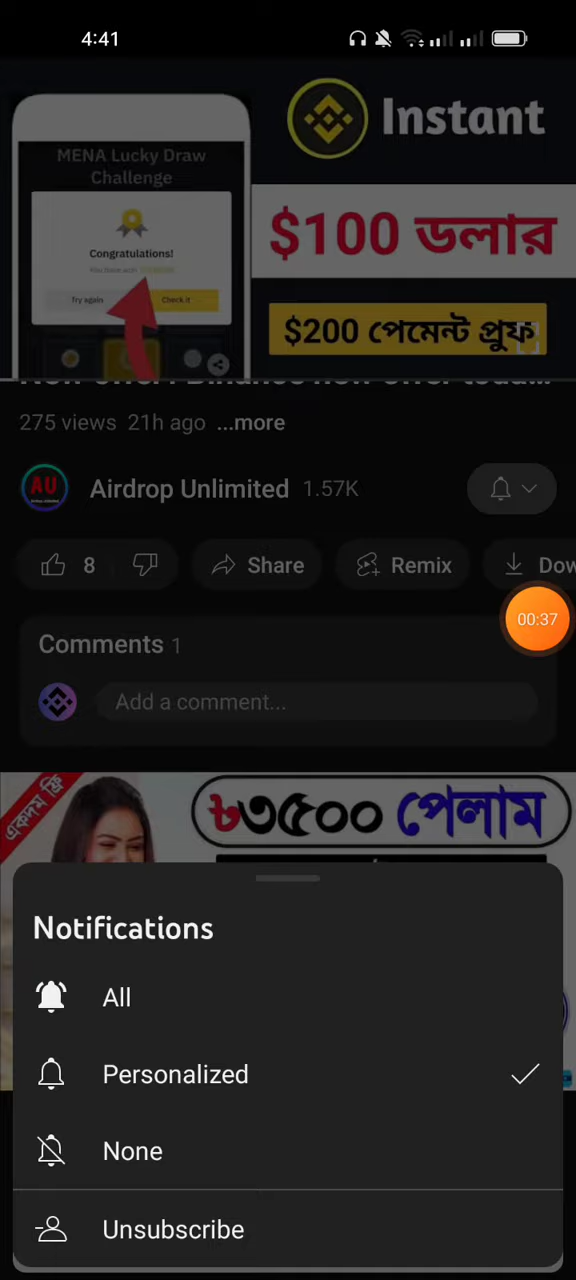 4:41
MENA Lucky Draw
Challenge
Congratulations!
Try again
Check it
Instant
$100 ডলার
$200 পেমেন্ট প্রুফ
275 views 21h ago ...more
AU
Airdrop Unlimited 1.57K
8
Share
Remix
Dow
00:37
Comments 1
Add a comment...
একদম ফ্রি
৳৩৫০০ পেলাম
Notifications
All
Personalized
None
Unsubscribe